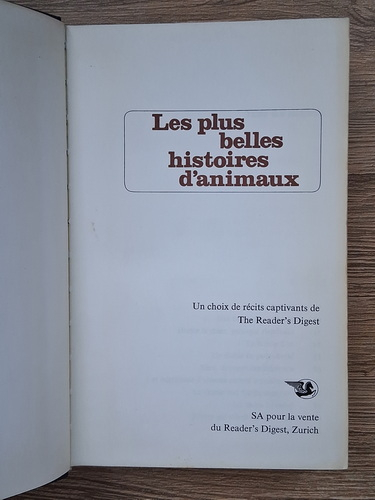 Les plus
belles
histoires
d'animaux
Un choix de récits captivants de
The Reader's Digest
SA pour la vente
du Reader's Digest, Zurich